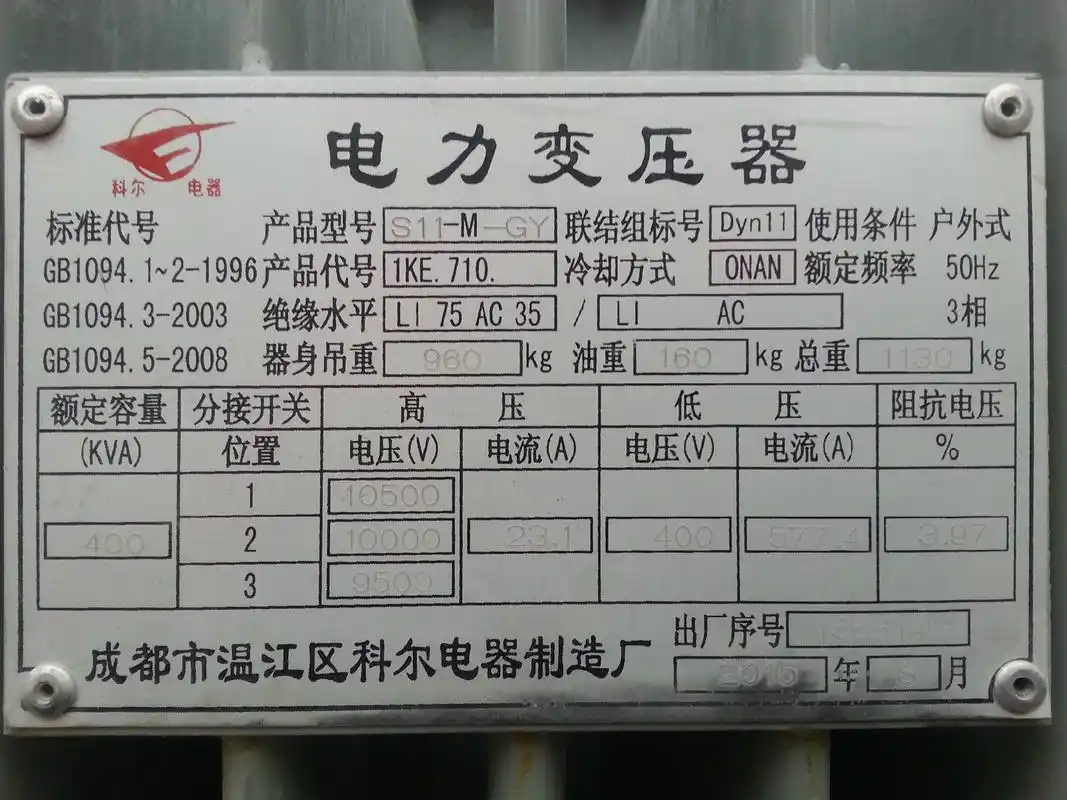 科尔 电器
电力变压器
标准代号 产品型号 S11-M-GY 联结组标号 Dyn11 使用条件 户外式
GB1094.1~2-1996 产品代号 1KE.710. 冷却方式 ONAN 额定频率 50Hz
GB1094.3-2003 绝缘水平 LI 75 AC 35 / LI AC 3相
GB1094.5-2008 器身吊重 960 kg 油重 160 kg 总重 1130 kg
额定容量 分接开关 高压 低压 阻抗电压
(KVA) 位置 电压(V) 电流(A) 电压(V) 电流(A) %
1 10500
400 2 10000 23.1 400 577.4 3.97
3 9500
出厂序号
成都市温江区科尔电器制造厂
2015 年 月